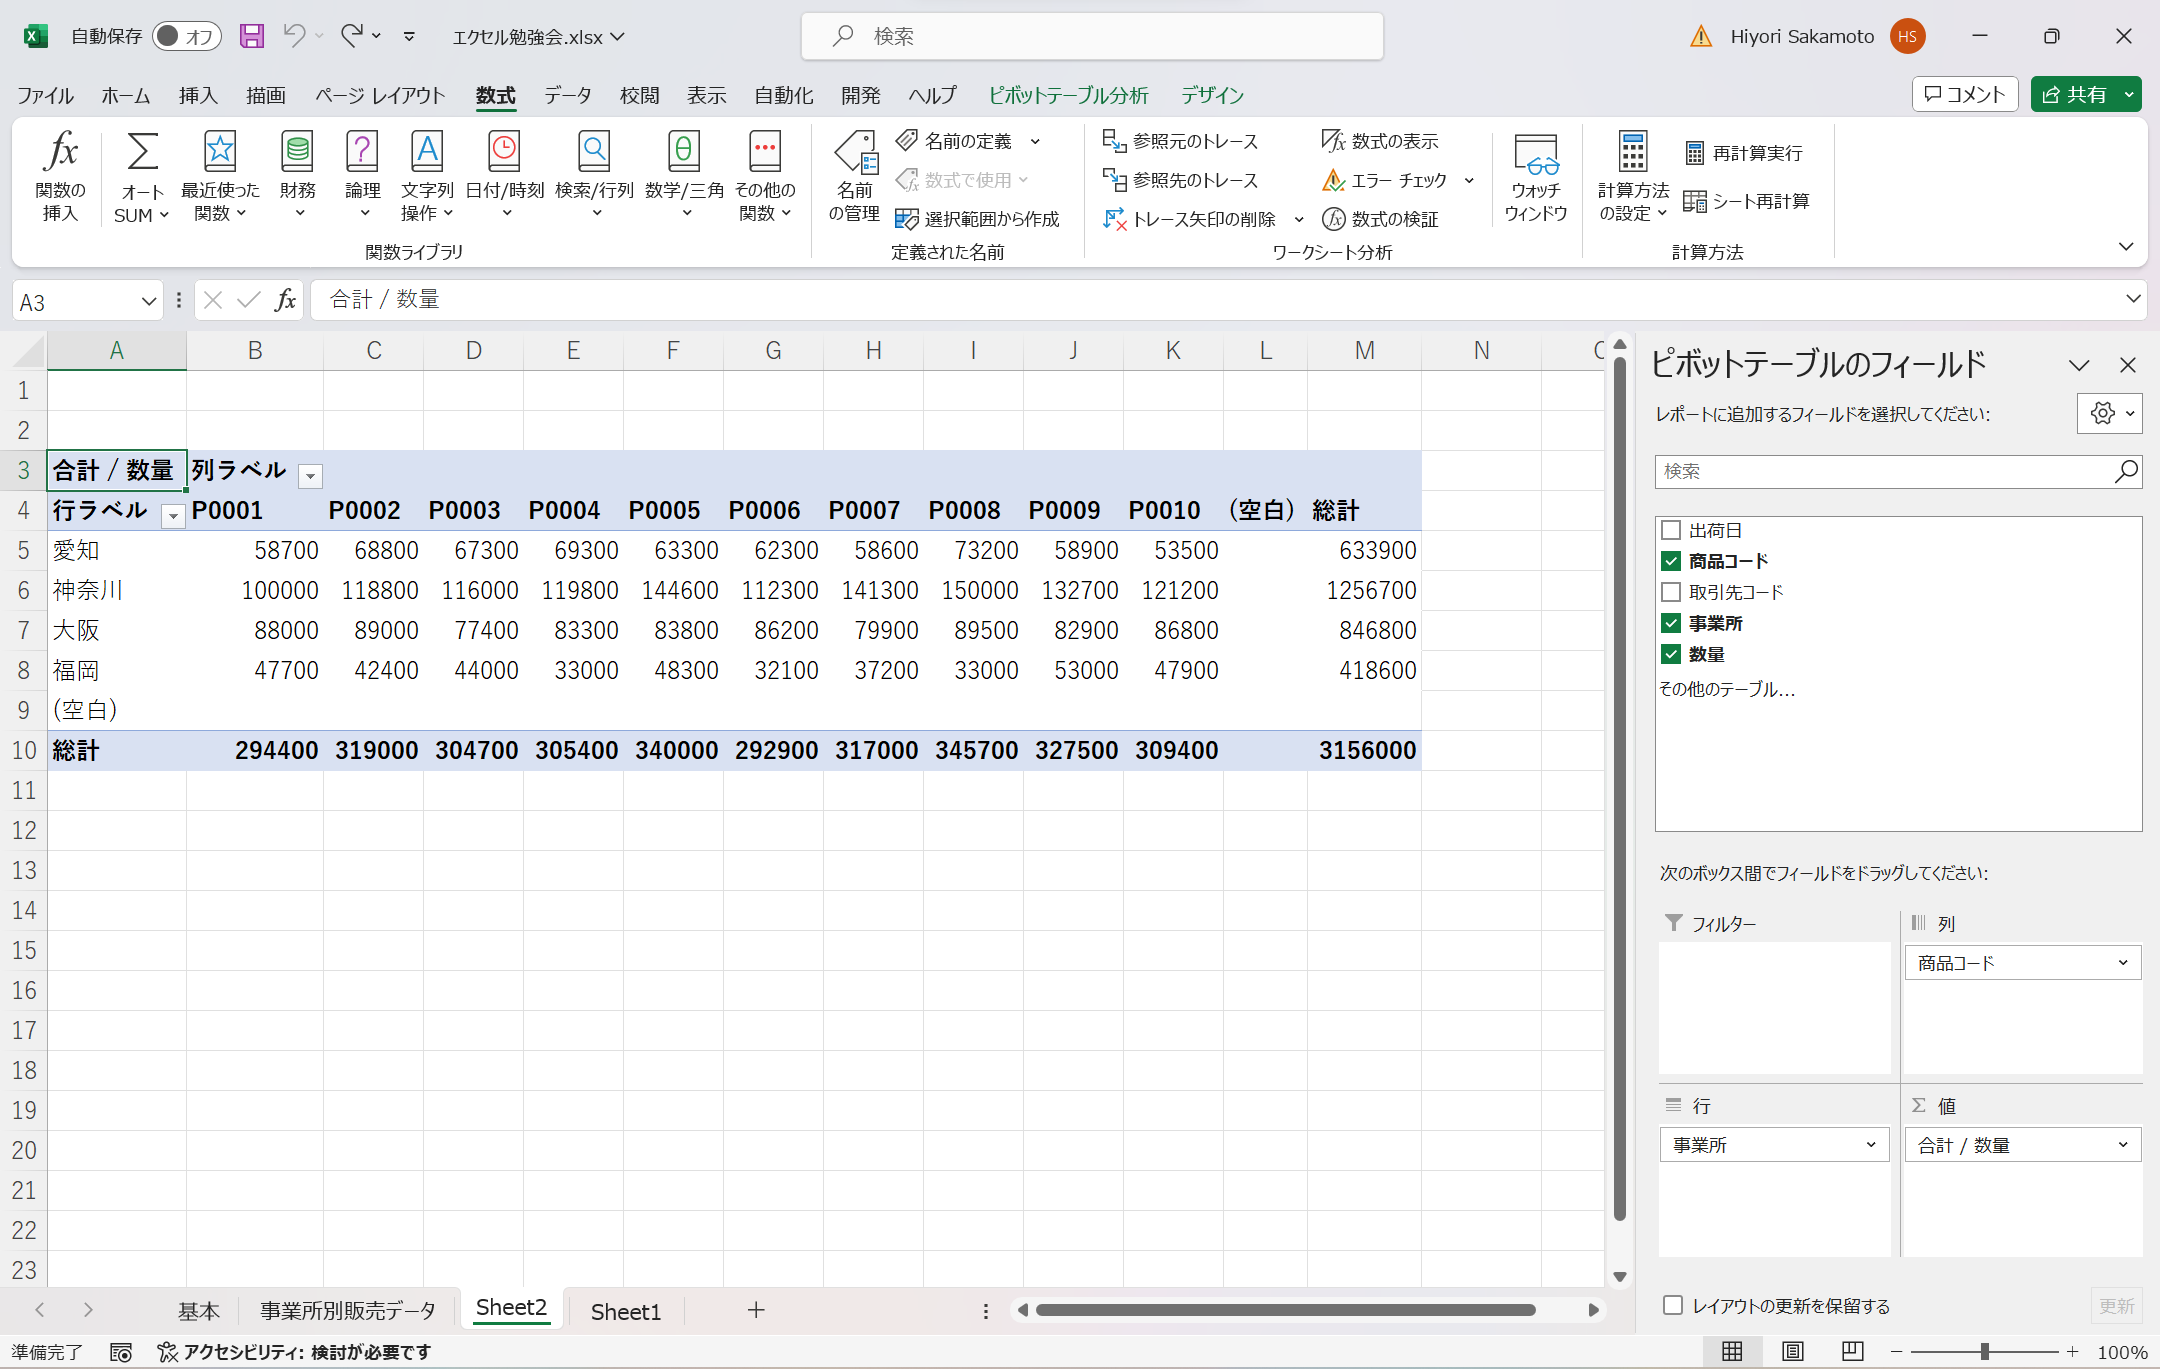 自動保存 オフ エクセル勉強会.xlsx 検索 Hiyori Sakamoto HS
ファイル ホーム 挿入 描画 ページ レイアウト 数式 データ 校閲 表示 自動化 開発 ヘルプ ピボットテーブル分析 デザイン コメント 共有
関数の挿入 オート SUM 最近使った関数 財務 論理 文字列操作 日付/時刻 検索/行列 数学/三角 その他の関数
関数ライブラリ
名前の管理 名前の定義 数式で使用 選択範囲から作成
定義された名前
参照元のトレース 参照先のトレース トレース矢印の削除 数式の表示 エラー チェック 数式の検証 ウォッチウィンドウ
ワークシート分析
計算方法の設定 再計算実行 シート再計算
計算方法
A3 fx 合計 / 数量
A B C D E F G H I J K L M N
1
2
3 合計 / 数量 列ラベル
4 行ラベル P0001 P0002 P0003 P0004 P0005 P0006 P0007 P0008 P0009 P0010 (空白) 総計
5 愛知 58700 68800 67300 69300 63300 62300 58600 73200 58900 53500 633900
6 神奈川 100000 118800 116000 119800 144600 112300 141300 150000 132700 121200 1256700
7 大阪 88000 89000 77400 83300 83800 86200 79900 89500 82900 86800 846800
8 福岡 47700 42400 44000 33000 48300 32100 37200 33000 53000 47900 418600
9 (空白)
10 総計 294400 319000 304700 305400 340000 292900 317000 345700 327500 309400 3156000
11
12
13
14
15
16
17
18
19
20
21
22
23
ピボットテーブルのフィールド
レポートに追加するフィールドを選択してください:
検索
出荷日
商品コード
取引先コード
事業所
数量
その他のテーブル...
次のボックス間でフィールドをドラッグしてください:
フィルター 列
商品コード
行 値
事業所 合計 / 数量
レイアウトの更新を保留する 更新
基本 事業所別販売データ Sheet2 Sheet1
準備完了 アクセシビリティ: 検討が必要です 100%